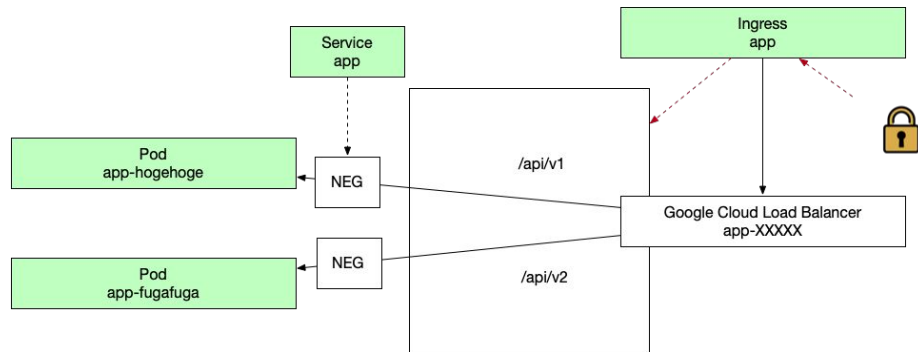 Ingress
app
Service
app
Pod
app-hogehoge
NEG
/api/v1
Google Cloud Load Balancer
app-XXXXX
NEG
Pod
app-fugafuga
/api/v2